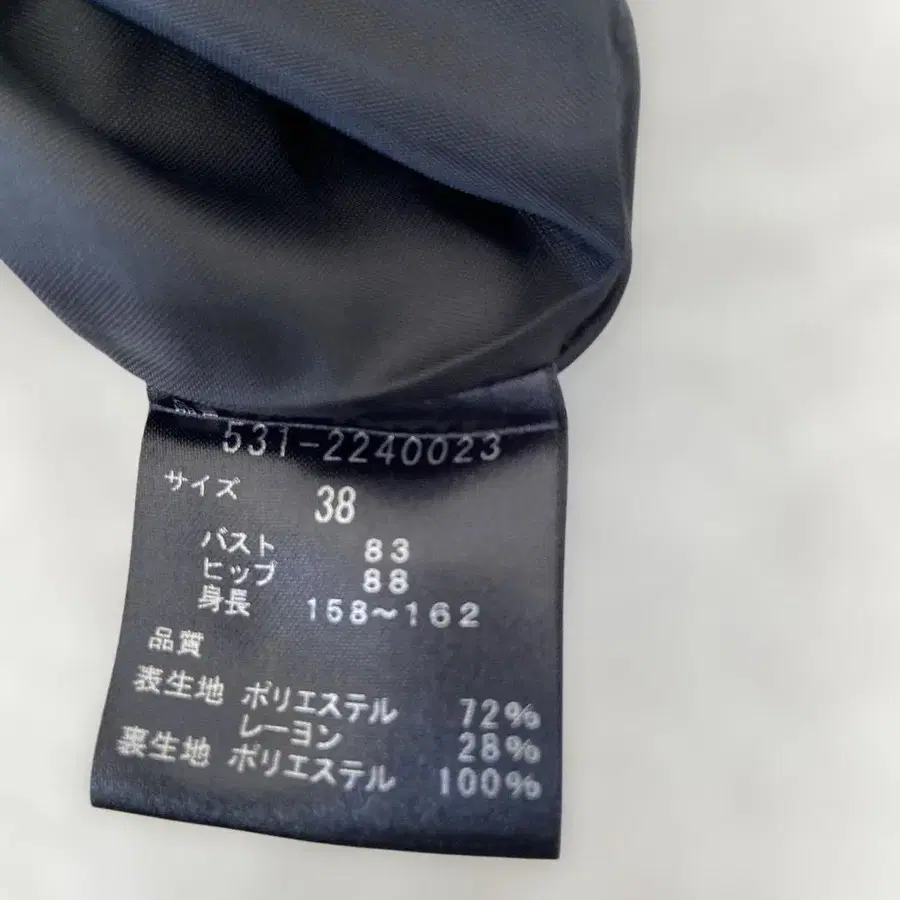 531-2240023
サイズ 38
バスト 83
ヒップ 88
身長 158~162
品質
表生地 ポリエステル 72%
レーヨン 28%
裏生地 ポリエステル 100%